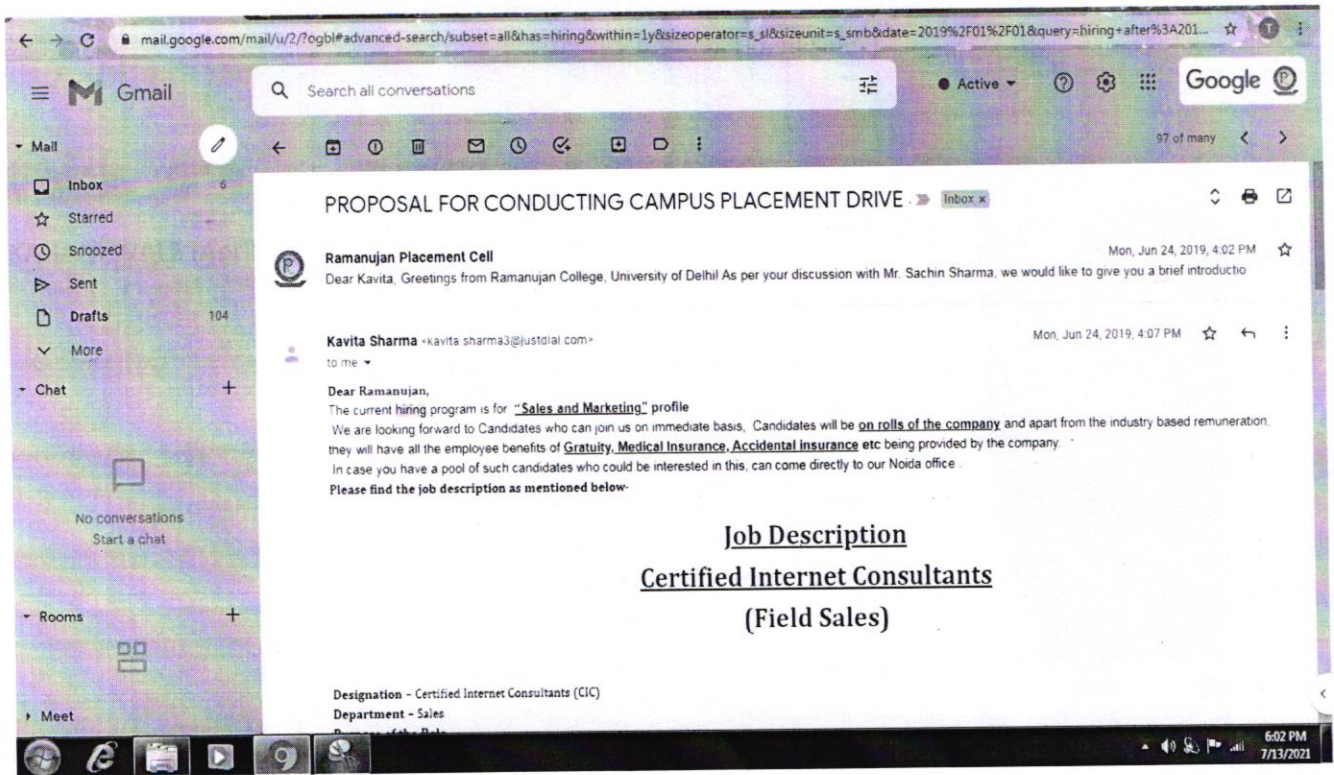 mail.google.com/mail/u/2/?ogbl#advanced-search/subset=all&has=hiring&within=1y&sizeoperator=s_sl&sizeunit=s_smb&date=2019%2F01%2F01&query=hiring+after%3A201...
T
Gmail
Search all conversations
Active
Google
Mail
97 of many
Inbox 6
Starred
Snoozed
Sent
Drafts 104
More
Chat
No conversations
Start a chat
Rooms
Meet
PROPOSAL FOR CONDUCTING CAMPUS PLACEMENT DRIVE Inbox x
Ramanujan Placement Cell Mon, Jun 24, 2019, 4:02 PM
Dear Kavita, Greetings from Ramanujan College, University of Delhi! As per your discussion with Mr. Sachin Sharma, we would like to give you a brief introductio
Kavita Sharma <kavita.sharma3@justdial.com> Mon, Jun 24, 2019, 4:07 PM
to me
Dear Ramanujan,
The current hiring program is for "Sales and Marketing" profile
We are looking forward to Candidates who can join us on immediate basis, Candidates will be on rolls of the company and apart from the industry based remuneration,
they will have all the employee benefits of Gratuity, Medical Insurance, Accidental insurance etc being provided by the company.
In case you have a pool of such candidates who could be interested in this, can come directly to our Noida office .
Please find the job description as mentioned below-
Job Description
Certified Internet Consultants
(Field Sales)
Designation - Certified Internet Consultants (CIC)
Department - Sales
6:02 PM
7/13/2021